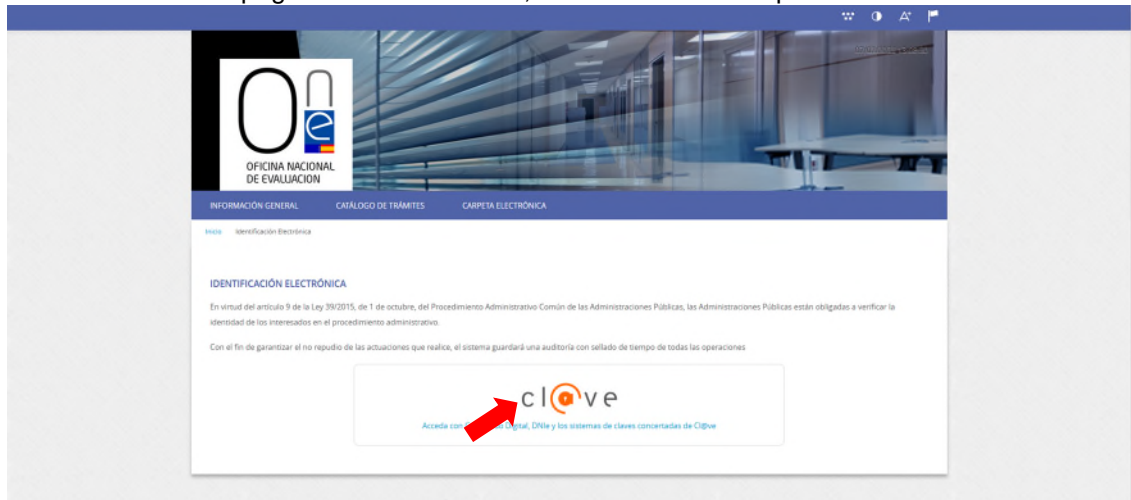 OFICINA NACIONAL
DE EVALUACION
INFORMACIÓN GENERAL CATÁLOGO DE TRÁMITES CARPETA ELECTRÓNICA
Inicio Identificación Electrónica
IDENTIFICACIÓN ELECTRÓNICA
En virtud del artículo 9 de la Ley 39/2015, de 1 de octubre, del Procedimiento Administrativo Común de las Administraciones Públicas, las Administraciones Públicas están obligadas a verificar la
identidad de los interesados en el procedimiento administrativo.
Con el fin de garantizar el no repudio de las actuaciones que realice, el sistema guardará una auditoría con sellado de tiempo de todas las operaciones
cl@ve
Acceda con Digital, DNIe y los sistemas de claves concertadas de Cl@ve